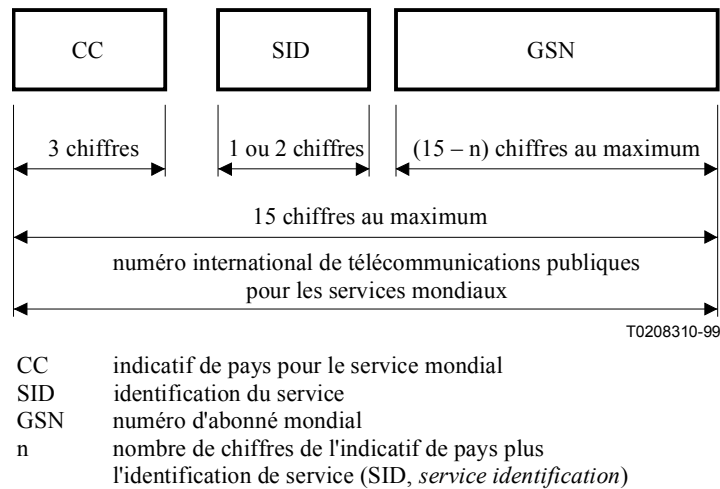 CC SID GSN
3 chiffres 1 ou 2 chiffres (15 – n) chiffres au maximum
15 chiffres au maximum
numéro international de télécommunications publiques
pour les services mondiaux
T0208310-99
CC indicatif de pays pour le service mondial
SID identification du service
GSN numéro d'abonné mondial
n nombre de chiffres de l'indicatif de pays plus
l'identification de service (SID, service identification)